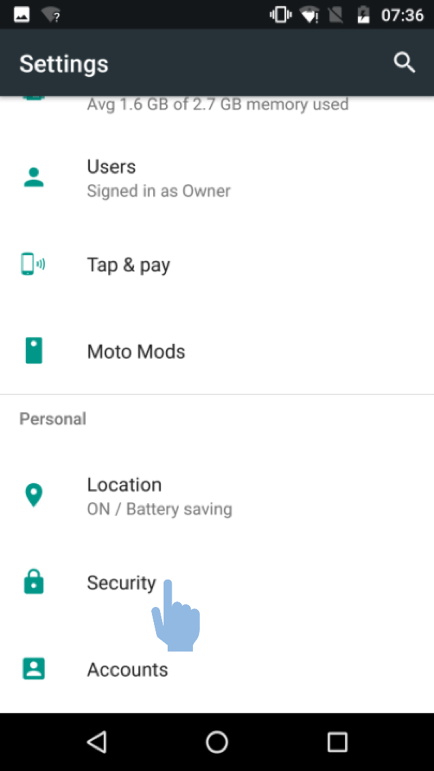 07:36
Settings
Avg 1.6 GB of 2.7 GB memory used
Users
Signed in as Owner
Tap & pay
Moto Mods
Personal
Location
ON / Battery saving
Security
Accounts